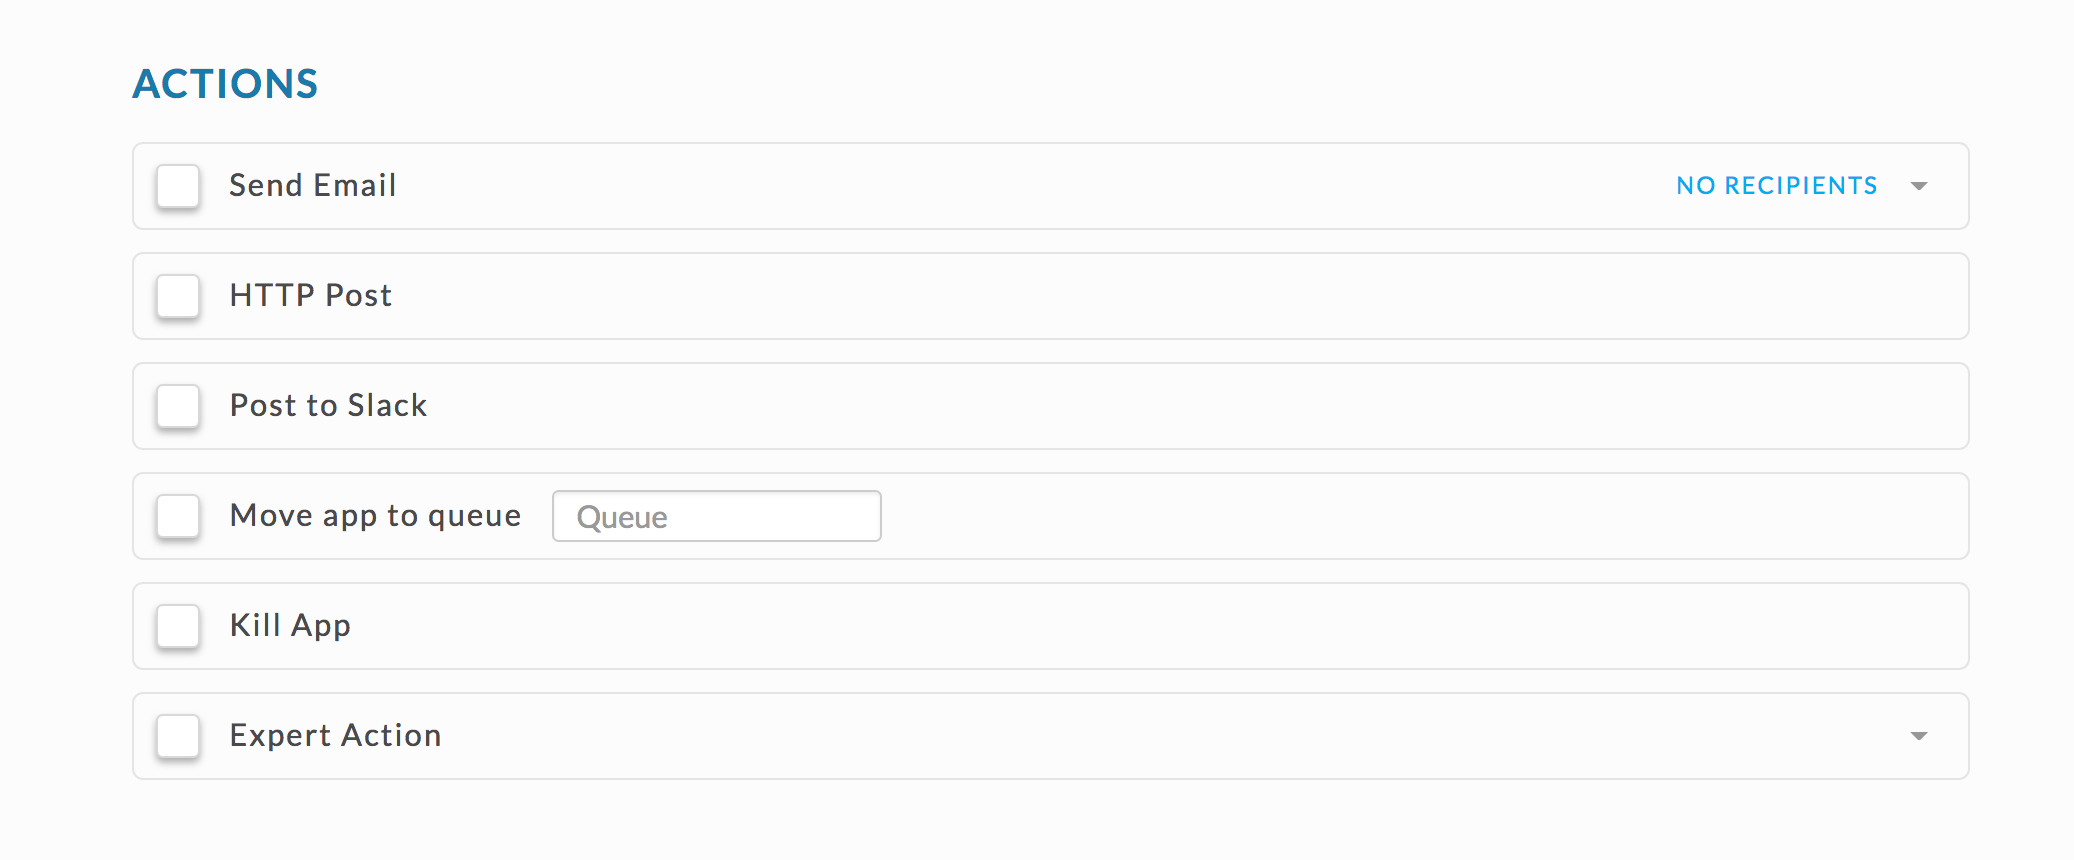 ACTIONS
Send Email NO RECIPIENTS
HTTP Post
Post to Slack
Move app to queue Queue
Kill App
Expert Action